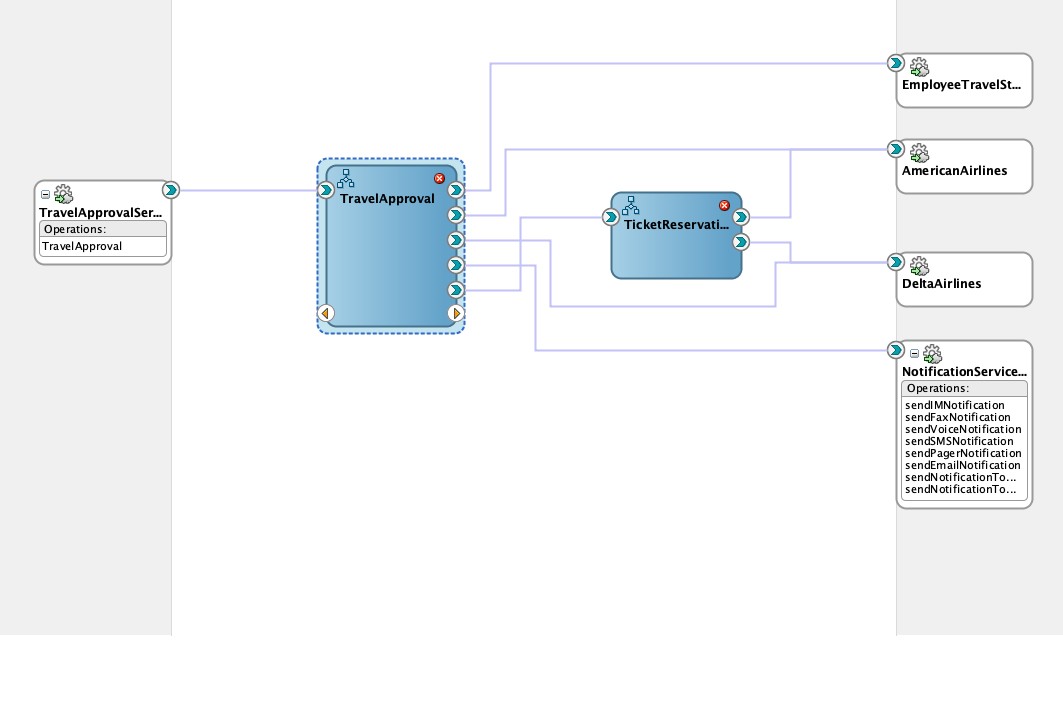 TravelApprovalSer...
Operations:
TravelApproval
TravelApproval
TicketReservati...
EmployeeTravelSt...
AmericanAirlines
DeltaAirlines
NotificationService...
Operations:
sendIMNotification
sendFaxNotification
sendVoiceNotification
sendSMSNotification
sendPagerNotification
sendEmailNotification
sendNotificationTo...
sendNotificationTo...